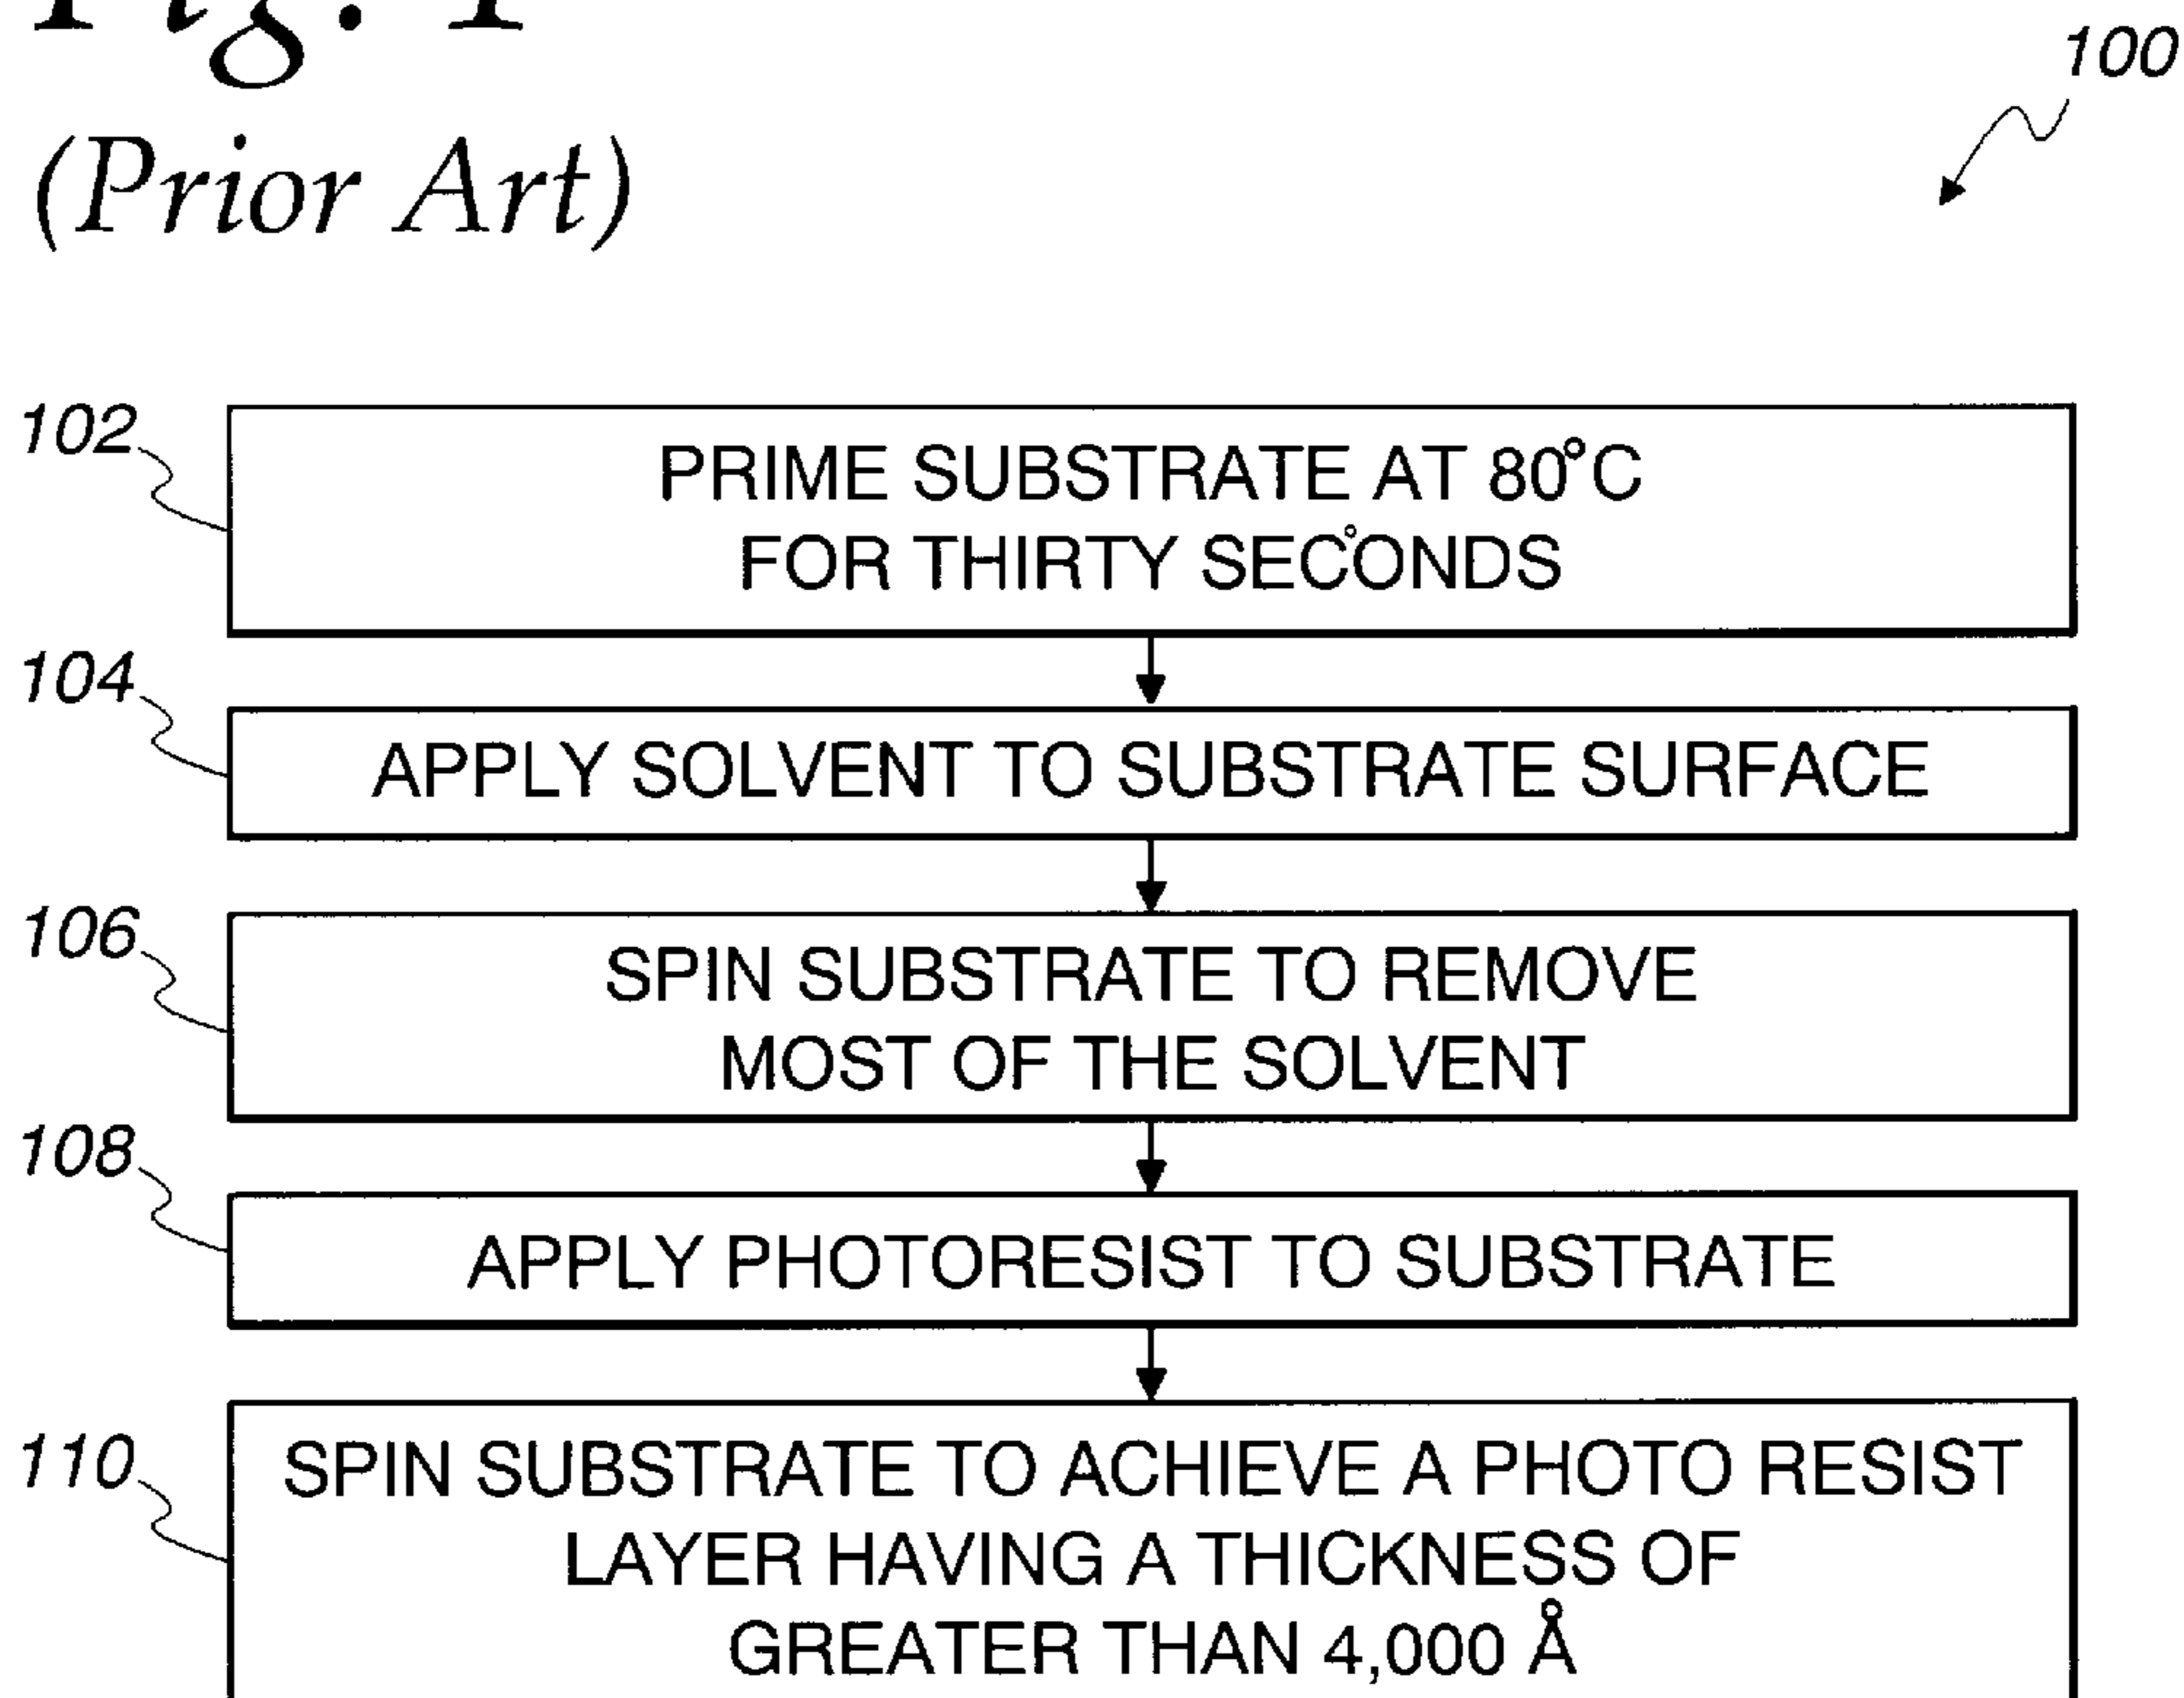 Fig. 1
(Prior Art)
100
102
PRIME SUBSTRATE AT 80°C
FOR THIRTY SECONDS
104
APPLY SOLVENT TO SUBSTRATE SURFACE
106
SPIN SUBSTRATE TO REMOVE
MOST OF THE SOLVENT
108
APPLY PHOTORESIST TO SUBSTRATE
110
SPIN SUBSTRATE TO ACHIEVE A PHOTO RESIST
LAYER HAVING A THICKNESS OF
GREATER THAN 4,000 Å